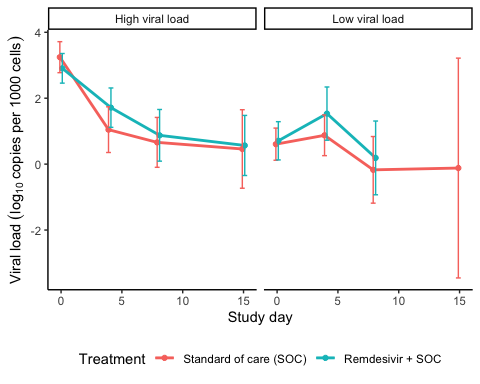 High viral load
Low viral load
Viral load (log10 copies per 1000 cells)
4
2
0
-2
0
5
10
15
0
5
10
15
Study day
Treatment
Standard of care (SOC)
Remdesivir + SOC